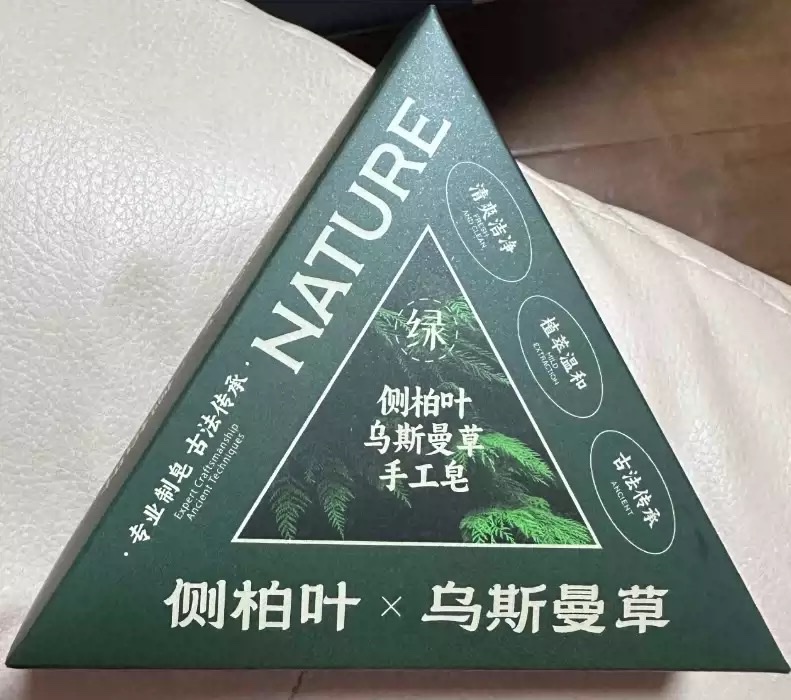 NATURE
清爽洁净
FRESH
AND CLEAN
植萃温和
MILD
EXTRACTION
古法传承
ANCIENT
绿
侧柏叶
乌斯曼草
手工皂
·专业制皂 古法传承·
Expert Craftsmanship
Ancient Techniques
侧柏叶×乌斯曼草